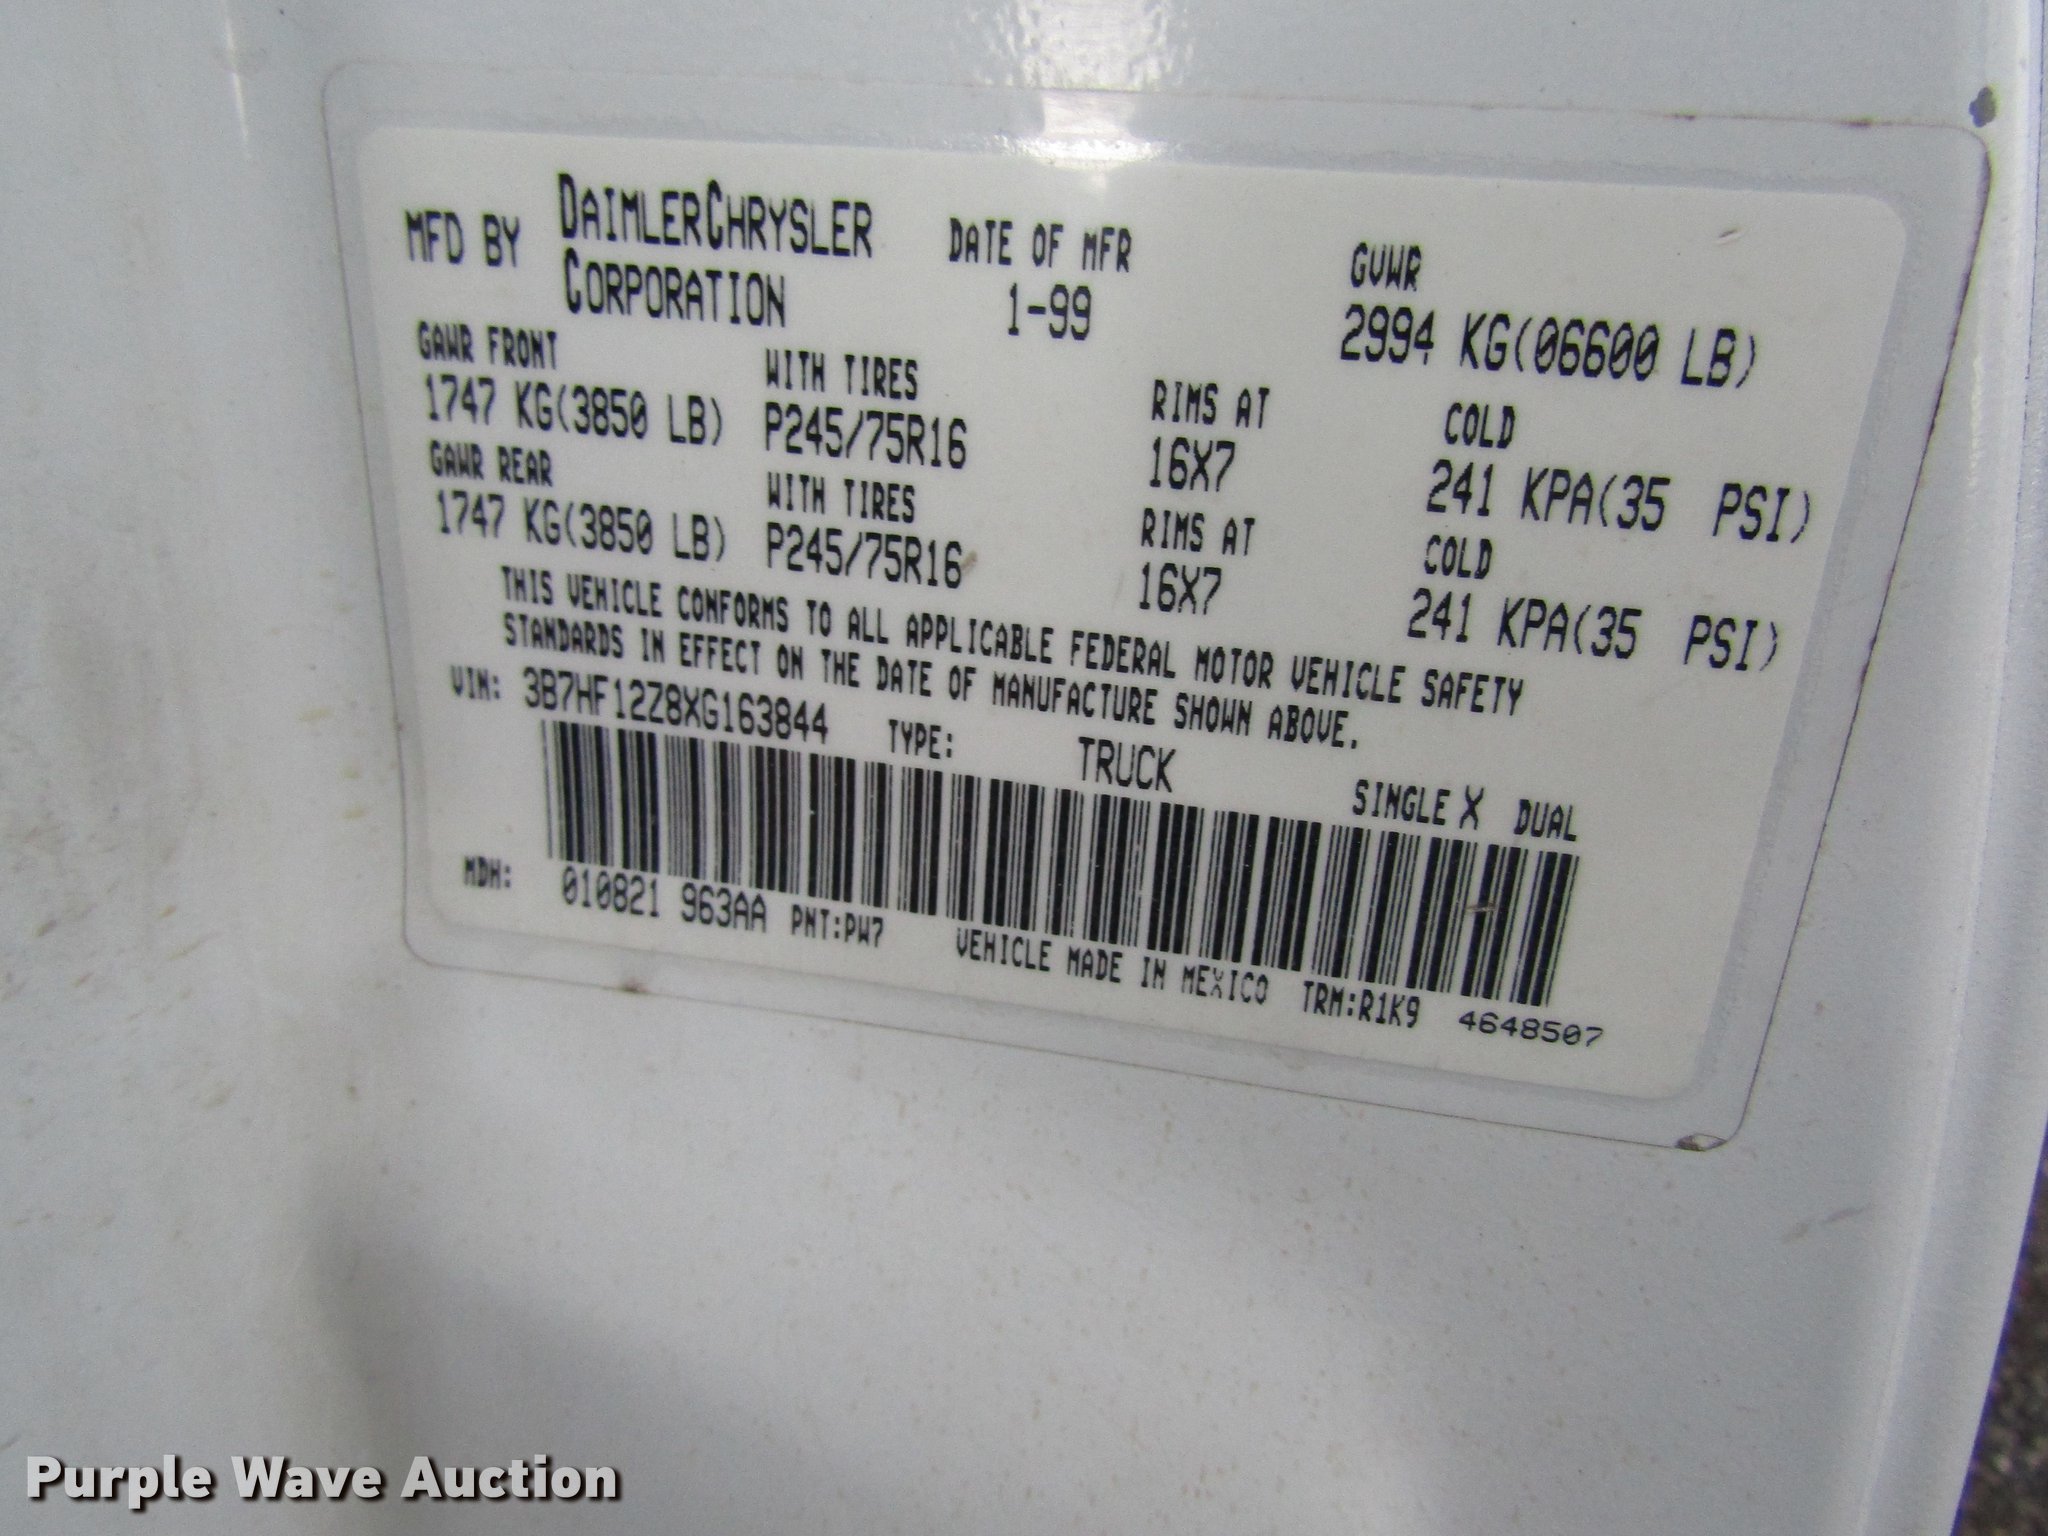 MFD BY DAIMLERCHRYSLER CORPORATION DATE OF MFR 1-99 GVWR 2994 KG(06600 LB)
GAWR FRONT WITH TIRES RIMS AT COLD
1747 KG(3850 LB) P245/75R16 16X7 241 KPA(35 PSI)
GAWR REAR WITH TIRES RIMS AT COLD
1747 KG(3850 LB) P245/75R16 16X7 241 KPA(35 PSI)
THIS VEHICLE CONFORMS TO ALL APPLICABLE FEDERAL MOTOR VEHICLE SAFETY
STANDARDS IN EFFECT ON THE DATE OF MANUFACTURE SHOWN ABOVE.
VIN: 3B7HF12Z8XG163844 TYPE: TRUCK SINGLE X DUAL
MDH: 010821 963AA PNT:PW7 VEHICLE MADE IN MEXICO TRM:R1K9 4648507
Purple Wave Auction